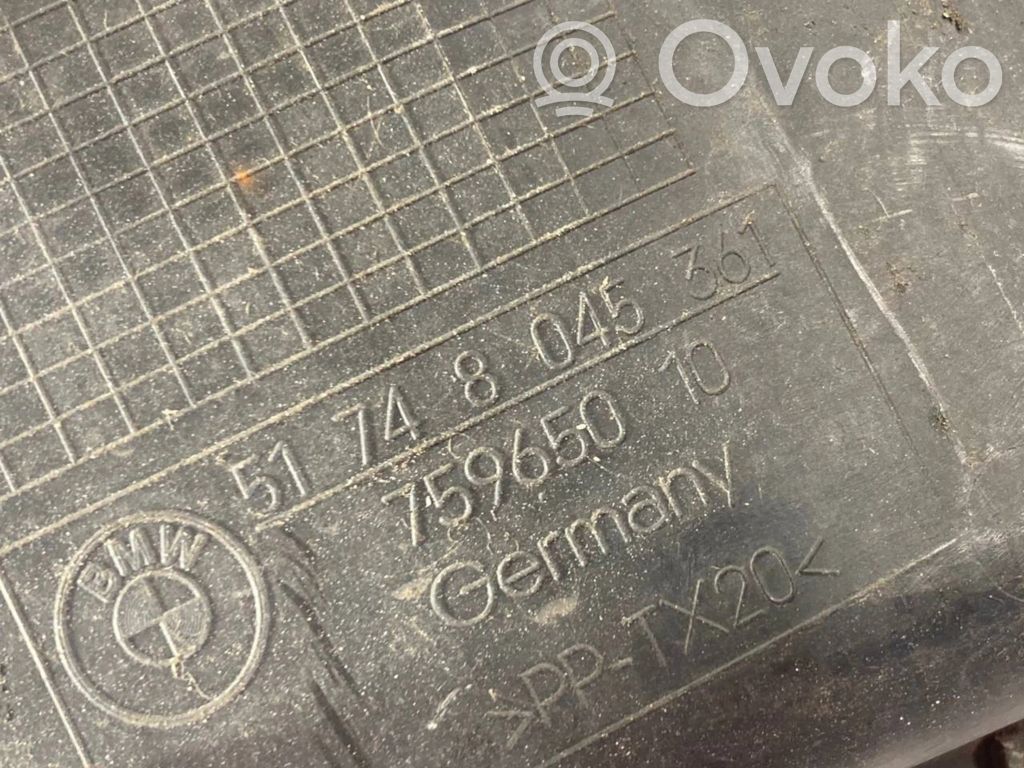 Ovoko
51 74 8 045 361
759650 10
Germany
>PP-TX20<
BMW